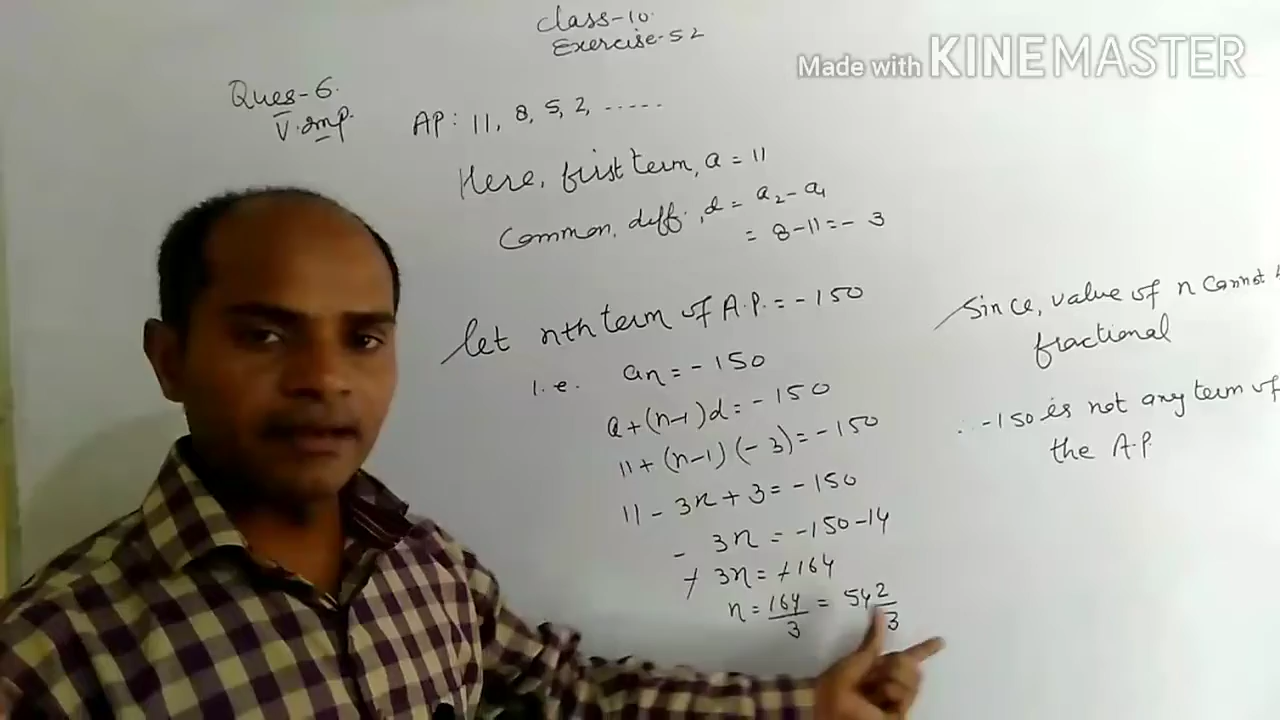 Class-10.
Exercise-5.2
Made with KINEMASTER
Ques-6.
V.Imp.
AP: 11, 8, 5, 2, .....
Here, first term, a = 11
Common, diff., d = a₂ - a₁
= 8-11 = -3
let nth term of A.P. = -150
i.e. an = -150
a+(n-1)d = -150
11+(n-1)(-3) = -150
11 - 3n + 3 = -150
- 3n = -150-14
- 3n = -164
n = 164/3 = 54 2/3
Since, value of n cannot
fractional
∴ -150 is not any term of
the A.P.